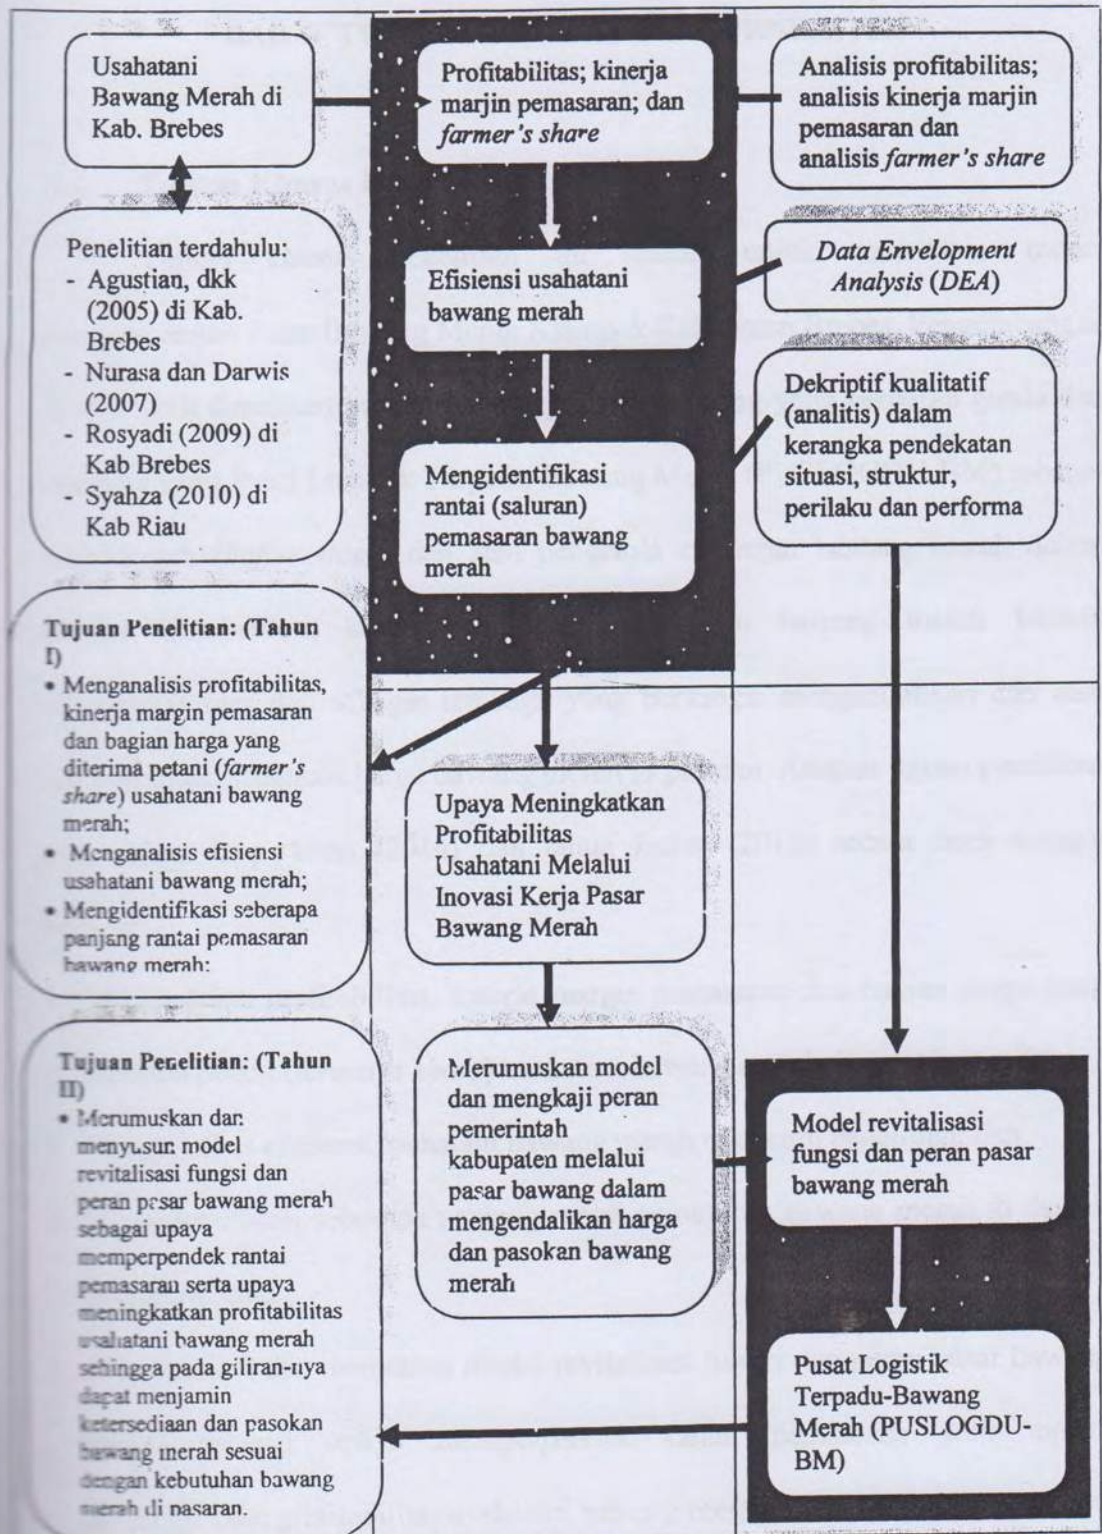 Usahatani
Bawang Merah di
Kab. Brebes
Profitabilitas; kinerja
marjin pemasaran; dan
farmer's share
Analisis profitabilitas;
analisis kinerja marjin
pemasaran dan
analisis farmer's share
Penelitian terdahulu:
- Agustian, dkk
(2005) di Kab.
Brebes
- Nurasa dan Darwis
(2007)
- Rosyadi (2009) di
Kab Brebes
- Syahza (2010) di
Kab Riau
Efisiensi usahatani
bawang merah
Data Envelopment
Analysis (DEA)
Mengidentifikasi
rantai (saluran)
pemasaran bawang
merah
Dekriptif kualitatif
(analitis) dalam
kerangka pendekatan
situasi, struktur,
perilaku dan performa
Tujuan Penelitian: (Tahun
I)
• Menganalisis profitabilitas,
kinerja margin pemasaran
dan bagian harga yang
diterima petani (farmer's
share) usahatani bawang
merah;
• Menganalisis efisiensi
usahatani bawang merah;
• Mengidentifikasi seberapa
panjang rantai pemasaran
bawang merah;
Upaya Meningkatkan
Profitabilitas
Usahatani Melalui
Inovasi Kerja Pasar
Bawang Merah
Tujuan Penelitian: (Tahun
II)
• Merumuskan dan
menyusun model
revitalisasi fungsi dan
peran pasar bawang merah
sebagai upaya
memperpendek rantai
pemasaran serta upaya
meningkatkan profitabilitas
usahatani bawang merah
sehingga pada giliran-nya
dapat menjamin
ketersediaan dan pasokan
bawang merah sesuai
dengan kebutuhan bawang
merah di pasaran.
Merumuskan model
dan mengkaji peran
pemerintah
kabupaten melalui
pasar bawang dalam
mengendalikan harga
dan pasokan bawang
merah
Model revitalisasi
fungsi dan peran pasar
bawang merah
Pusat Logistik
Terpadu-Bawang
Merah (PUSLOGDU-
BM)